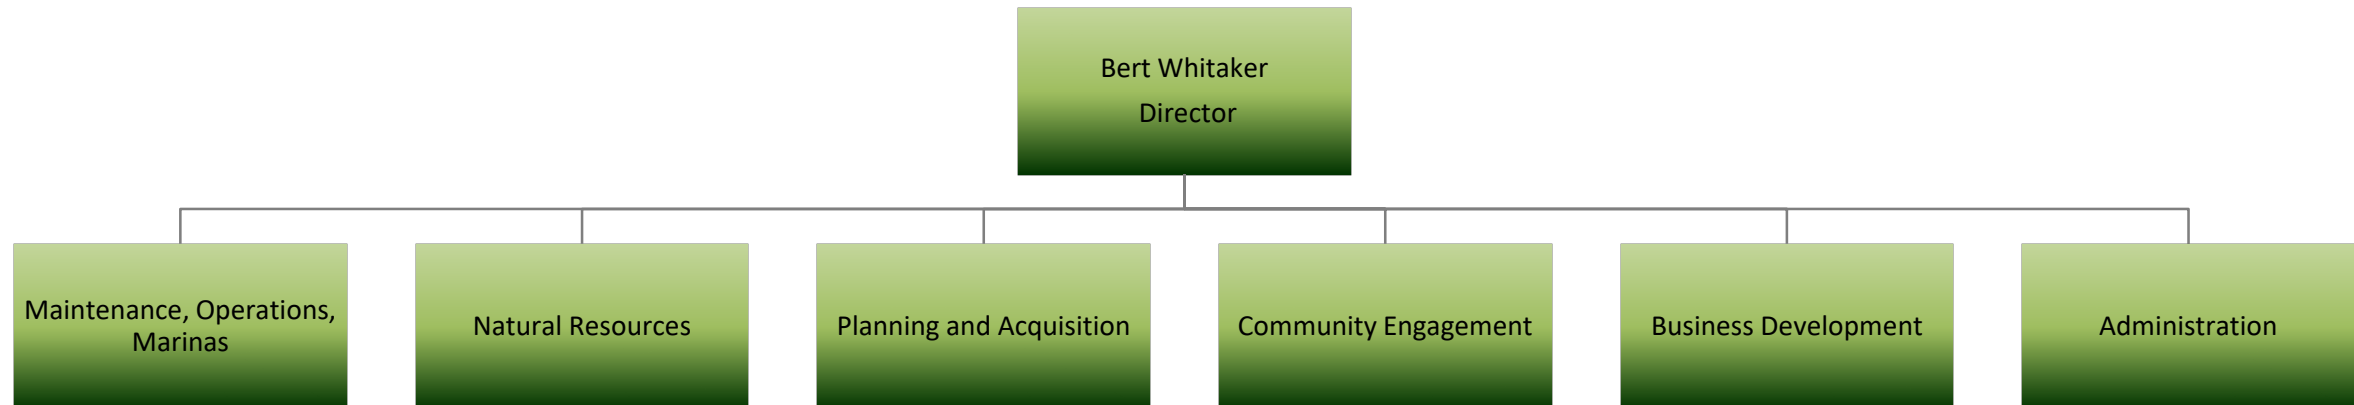 Bert Whitaker
Director
Maintenance, Operations,
Marinas
Natural Resources
Planning and Acquisition
Community Engagement
Business Development
Administration